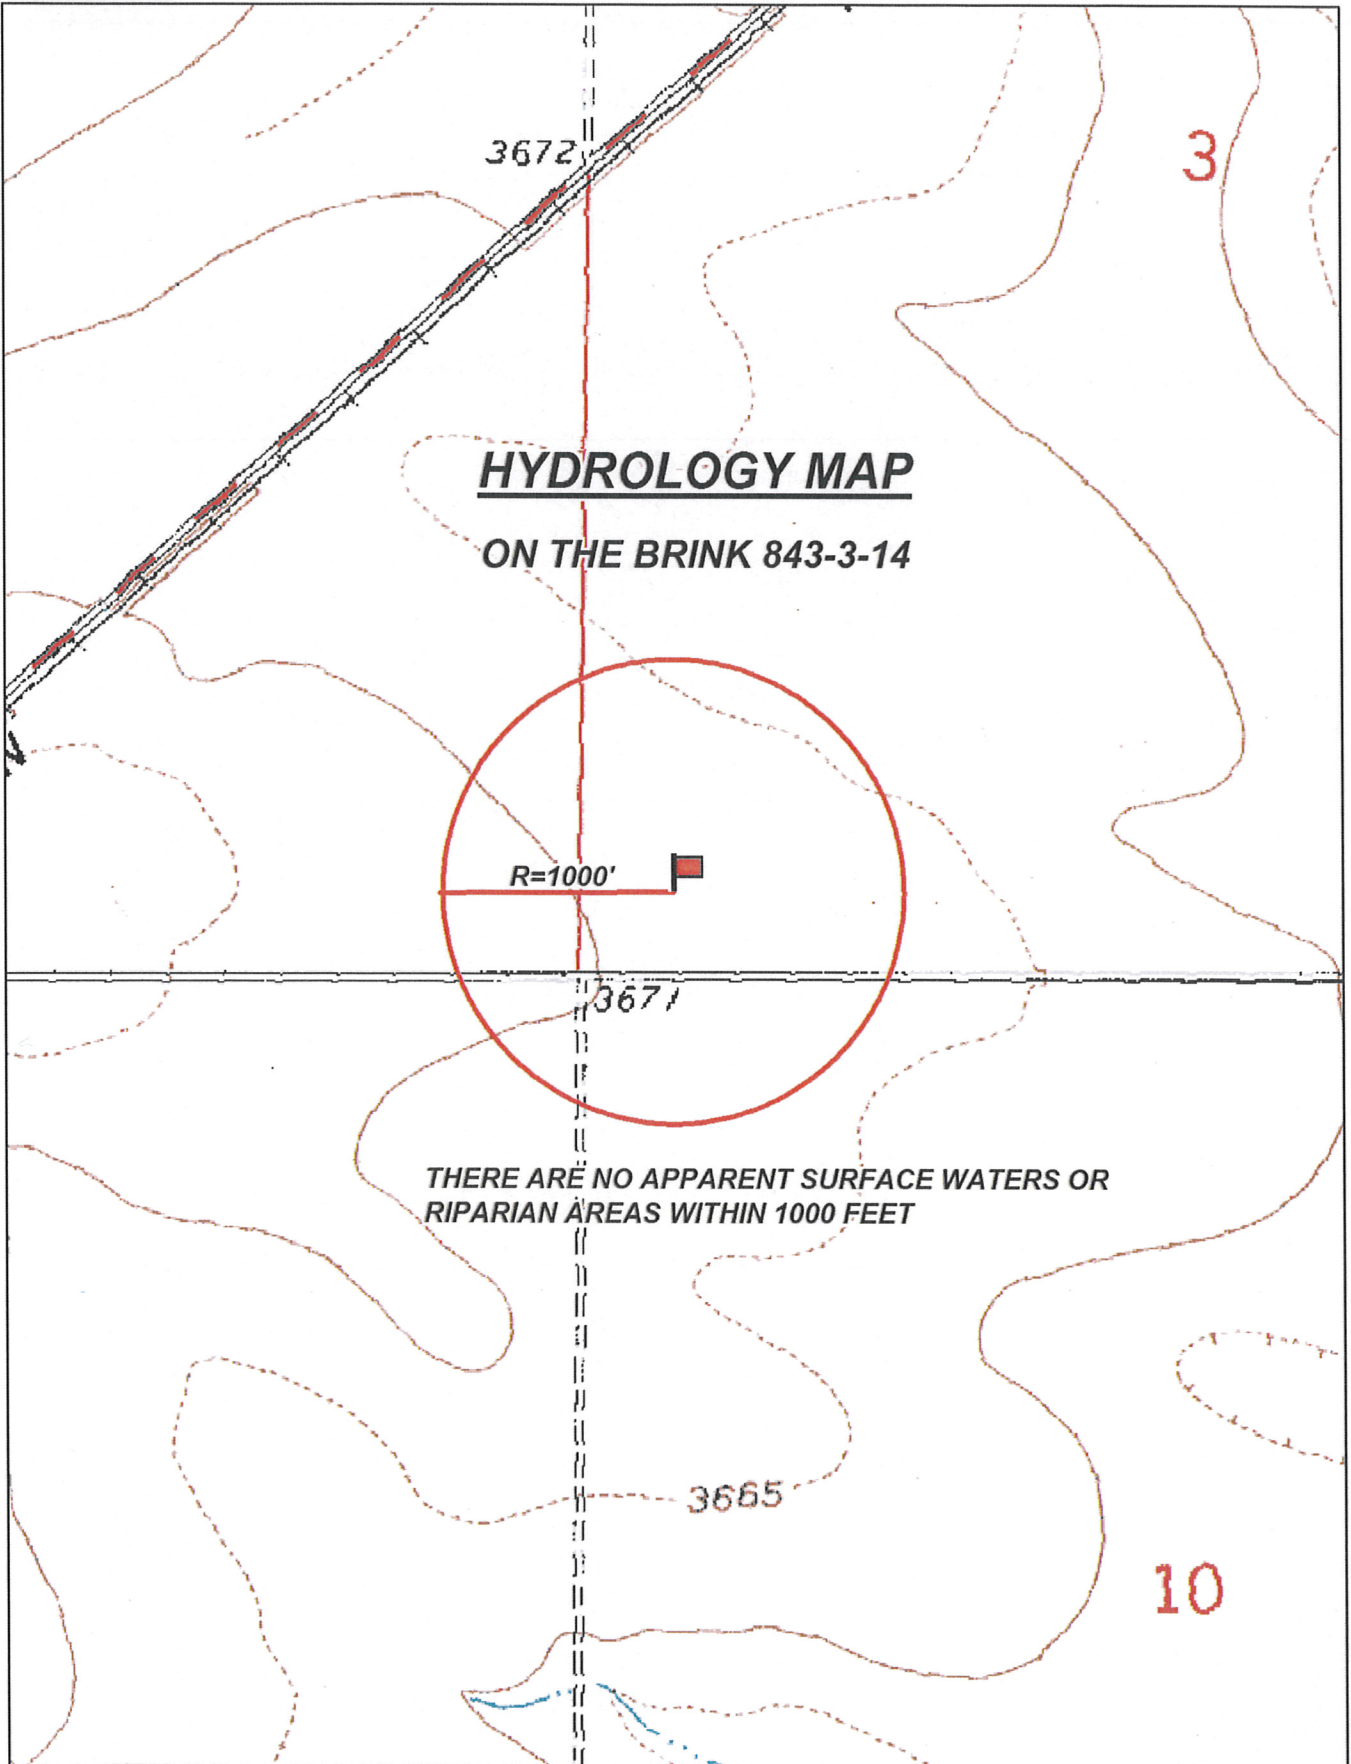 3672
3
HYDROLOGY MAP
ON THE BRINK 843-3-14
R=1000'
3671
THERE ARE NO APPARENT SURFACE WATERS OR
RIPARIAN AREAS WITHIN 1000 FEET
3665
10